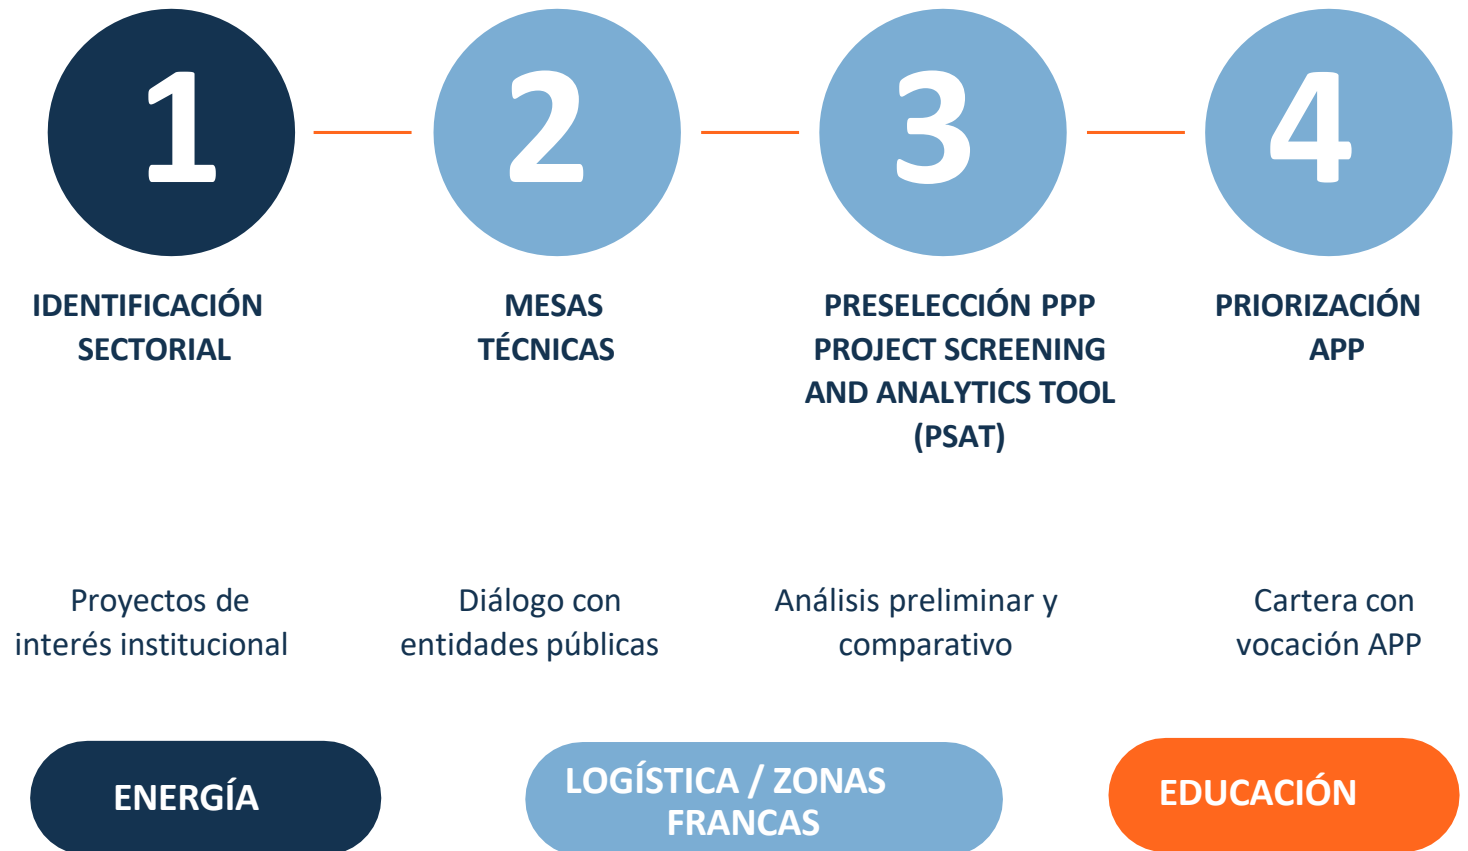 1
2
3
4
IDENTIFICACIÓN
SECTORIAL
MESAS
TÉCNICAS
PRESELECCIÓN PPP
PROJECT SCREENING
AND ANALYTICS TOOL
(PSAT)
PRIORIZACIÓN
APP
Proyectos de
interés institucional
Diálogo con
entidades públicas
Análisis preliminar y
comparativo
Cartera con
vocación APP
ENERGÍA
LOGÍSTICA / ZONAS
FRANCAS
EDUCACIÓN